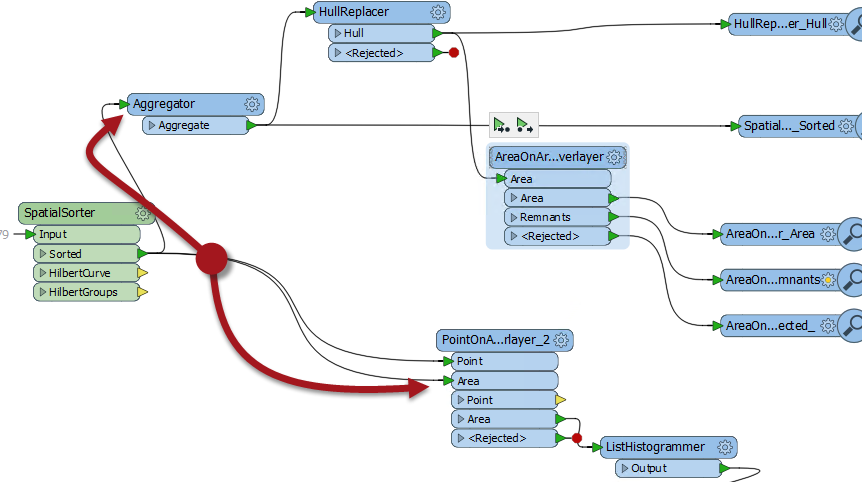 HullReplacer
Hull
<Rejected>
HullRep...er_Hull
Aggregator
Aggregate
Spatial..._Sorted
AreaOnAr...verlayer
Area
Area
Remnants
<Rejected>
SpatialSorter
79
Input
Sorted
HilbertCurve
HilbertGroups
AreaOn...r_Area
AreaOn...mnants
AreaOn...ected_
PointOnA...rlayer_2
Point
Area
Point
Area
<Rejected>
ListHistogrammer
Output